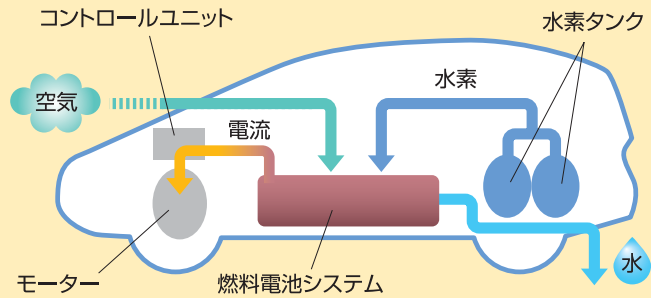 コントロールユニット
水素タンク
空気
水素
電流
水
モーター
燃料電池システム